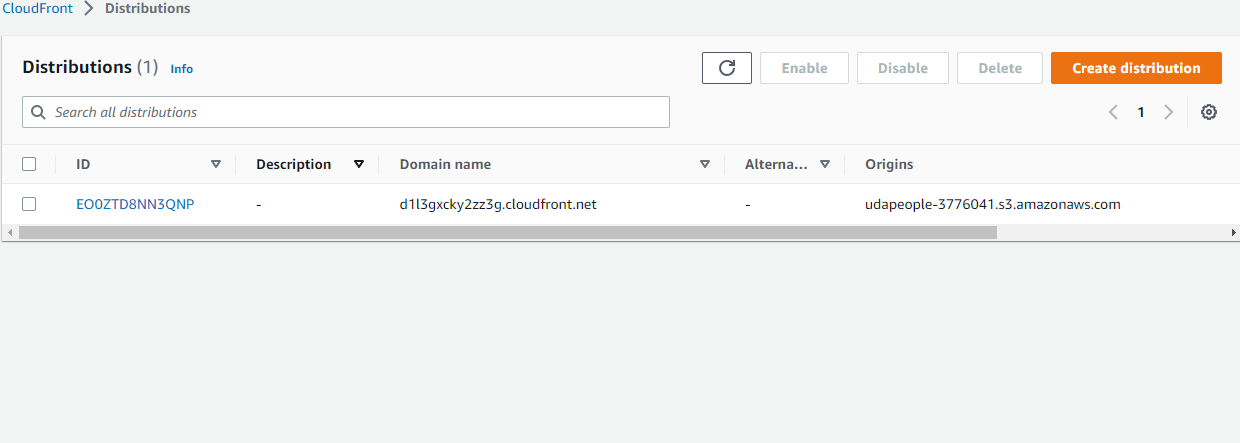 CloudFront > Distributions
Distributions (1) Info
Enable Disable Delete Create distribution
Search all distributions
1
ID Description Domain name Alterna... Origins
EO0ZTD8NN3QNP - d1l3gxcky2zz3g.cloudfront.net - udapeople-3776041.s3.amazonaws.com